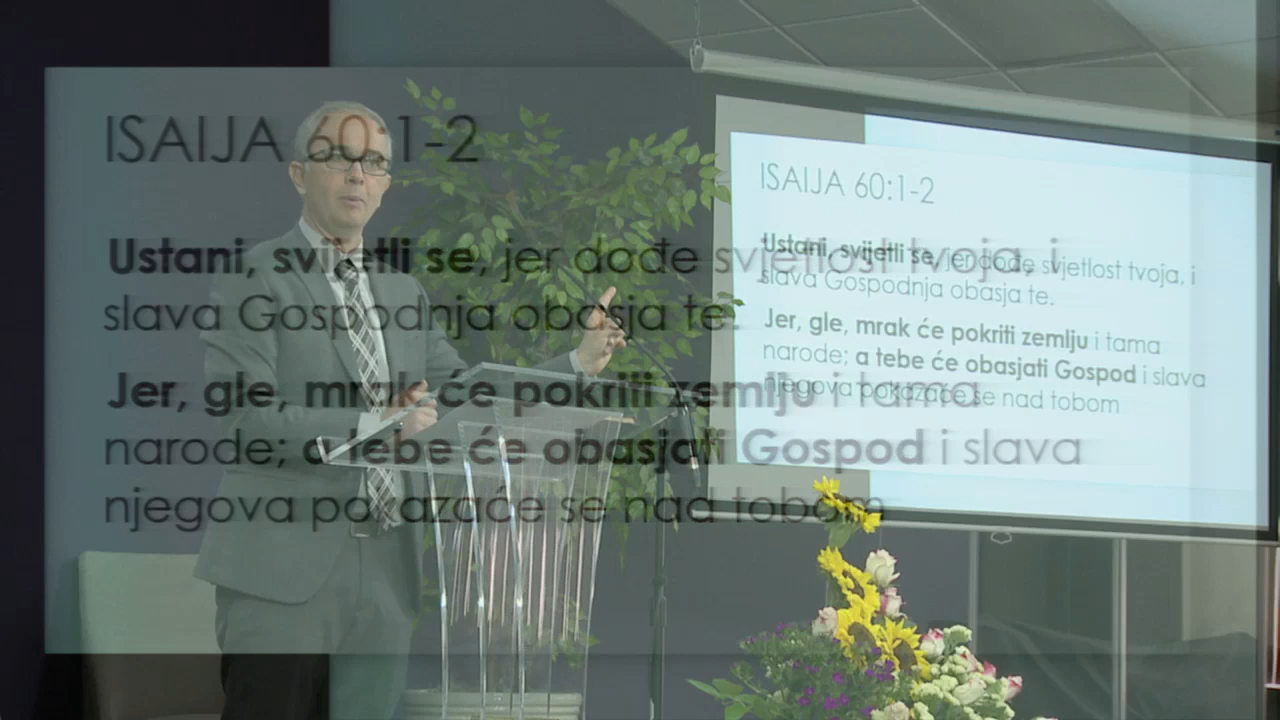 ISAIJA 60:1-2
Ustani, svijetli se, jer dođe svjetlost tvoja, i
slava Gospodnja obasja te.
Jer, gle, mrak će pokriti zemlju i tama
narode; a tebe će obasjati Gospod i slava
njegova pokazaće se nad tobom
ISAIJA 60:1-2
Ustani, svijetli se, jer dođe svjetlost tvoja, i
slava Gospodnja obasja te.
Jer, gle, mrak će pokriti zemlju i tama
narode; a tebe će obasjati Gospod i slava
njegova pokazaće se nad tobom